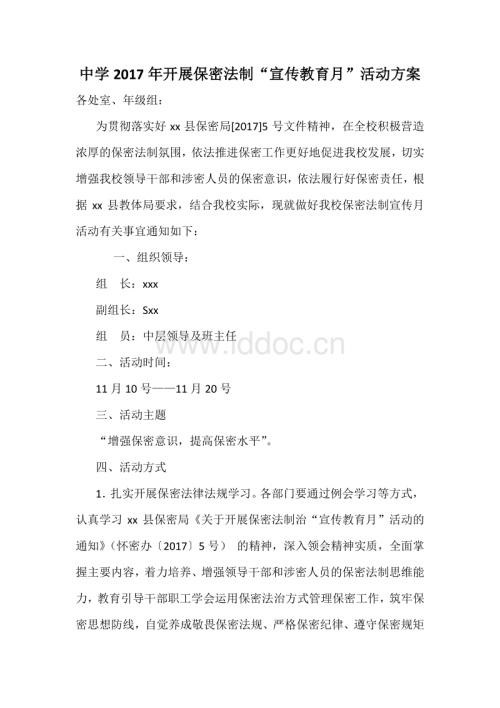 中学 2017 年开展保密法制“宣传教育月”活动方案
各处室、年级组：
为贯彻落实好 xx 县保密局[2017]5 号文件精神，在全校积极营造
浓厚的保密法制氛围，依法推进保密工作更好地促进我校发展，切实
增强我校领导干部和涉密人员的保密意识，依法履行好保密责任，根
据 xx 县教体局要求，结合我校实际，现就做好我校保密法制宣传月
活动有关事宜通知如下：
一、组织领导：
组　长：xxx
副组长：Sxx
组　员：中层领导及班主任
www.iddoc.cn
二、活动时间：
11 月 10 号——11 月 20 号
三、活动主题
“增强保密意识，提高保密水平”。
四、活动方式
1．扎实开展保密法律法规学习。各部门要通过例会学习等方式，
认真学习 xx 县保密局《关于开展保密法制治“宣传教育月”活动的
通知》（怀密办〔2017〕5 号） 的精神，深入领会精神实质，全面掌
握主要内容，着力培养、增强领导干部和涉密人员的保密法制思维能
力，教育引导干部职工学会运用保密法治方式管理保密工作，筑牢保
密思想防线，自觉养成敬畏保密法规、严格保密纪律、遵守保密规矩